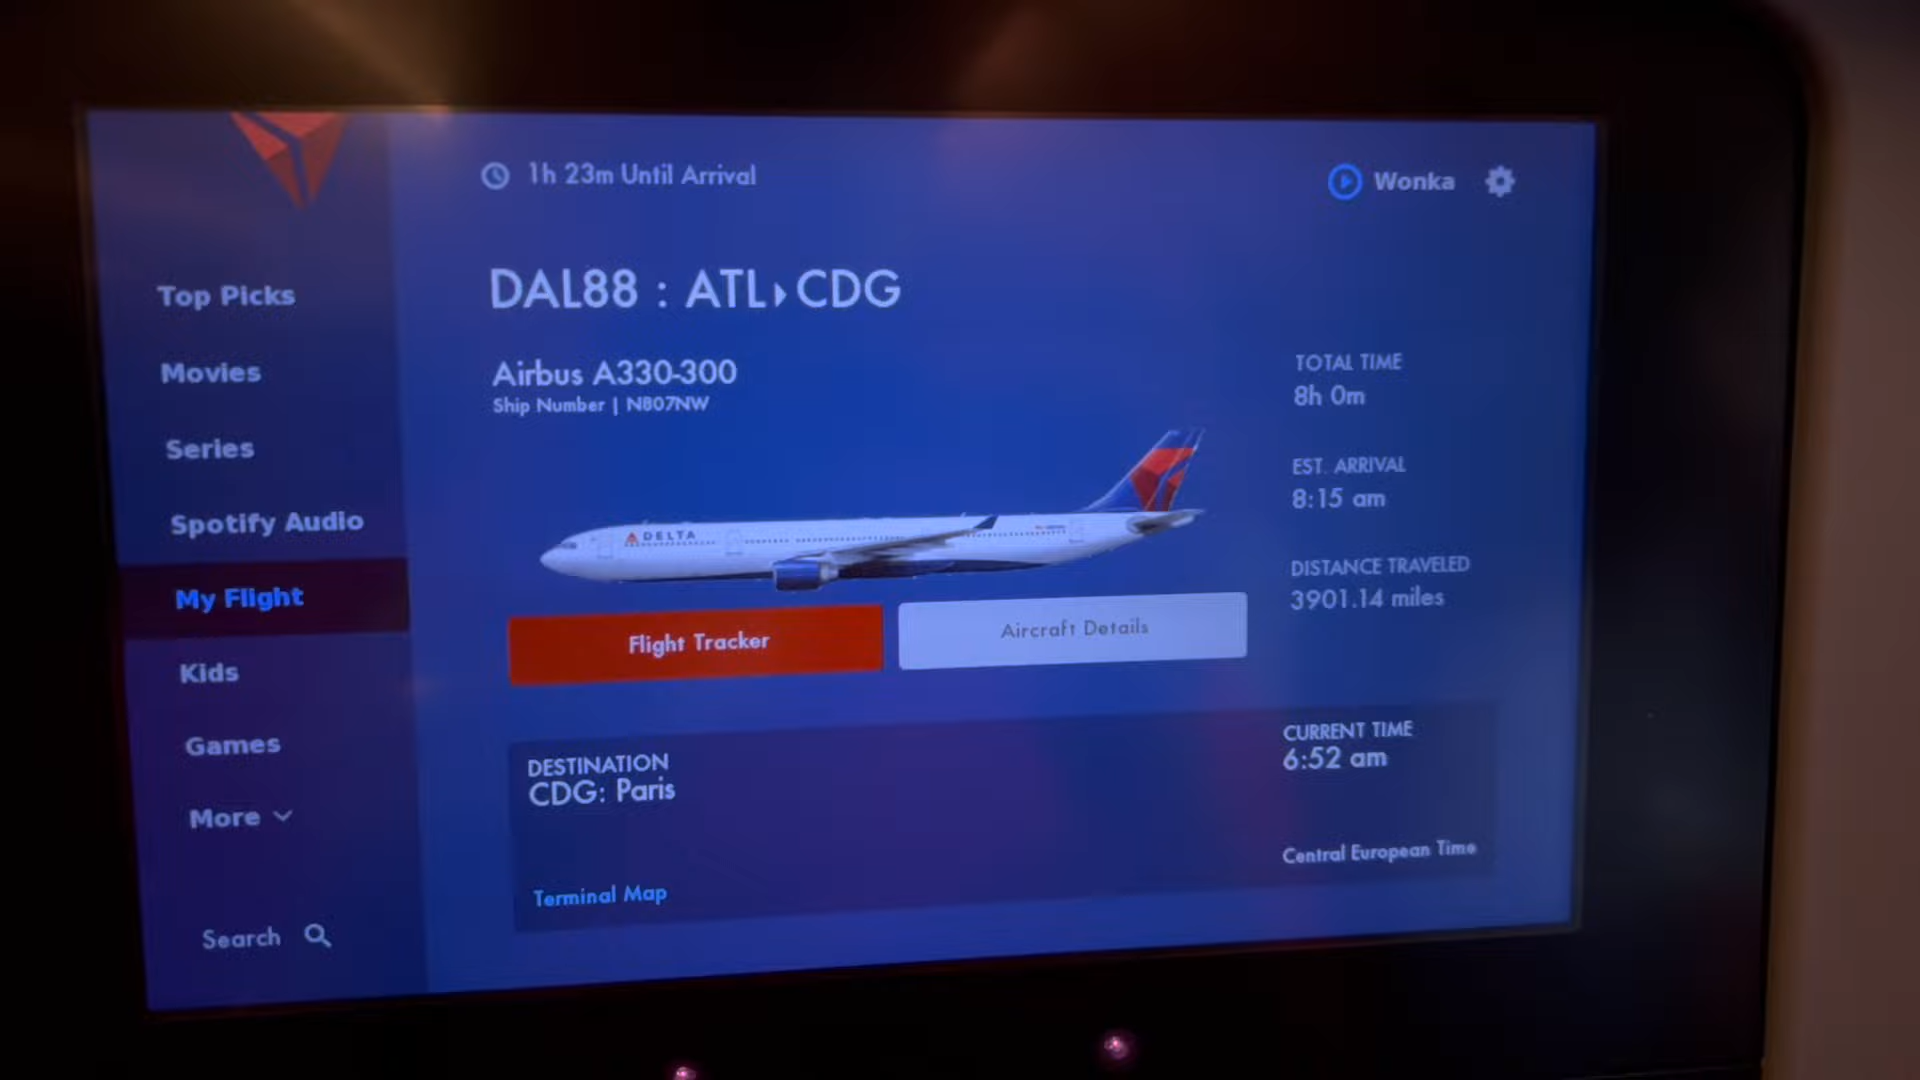 1h 23m Until Arrival
Wonka
DAL88 : ATL▸CDG
Airbus A330-300
Ship Number | N807NW
DELTA
Flight Tracker
Aircraft Details
TOTAL TIME
8h 0m
EST. ARRIVAL
8:15 am
DISTANCE TRAVELED
3901.14 miles
DESTINATION
CDG: Paris
Terminal Map
CURRENT TIME
6:52 am
Central European Time
Top Picks
Movies
Series
Spotify Audio
My Flight
Kids
Games
More
Search